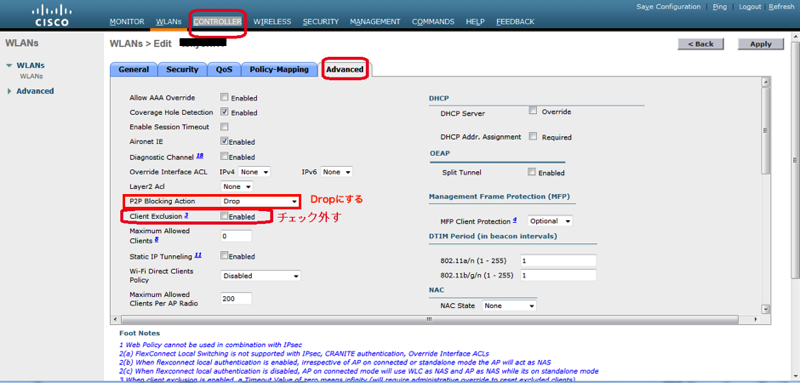 Save Configuration | Ping | Logout | Refresh
CISCO
MONITOR WLANs CONTROLLER WIRELESS SECURITY MANAGEMENT COMMANDS HELP FEEDBACK
WLANs
WLANs
WLANs
Advanced
WLANs > Edit
< Back
Apply
General Security QoS Policy-Mapping Advanced
Allow AAA Override Enabled
Coverage Hole Detection Enabled
Enable Session Timeout
Aironet IE Enabled
Diagnostic Channel 18 Enabled
Override Interface ACL IPv4 None IPv6 None
Layer2 Acl None
P2P Blocking Action Drop Dropにする
Client Exclusion 3 Enabled チェック外す
Maximum Allowed
Clients 8 0
Static IP Tunneling 11 Enabled
Wi-Fi Direct Clients
Policy Disabled
Maximum Allowed
Clients Per AP Radio 200
DHCP
DHCP Server Override
DHCP Addr. Assignment Required
OEAP
Split Tunnel Enabled
Management Frame Protection (MFP)
MFP Client Protection 4 Optional
DTIM Period (in beacon intervals)
802.11a/n (1 - 255) 1
802.11b/g/n (1 - 255) 1
NAC
NAC State None
Foot Notes
1 Web Policy cannot be used in combination with IPsec
2(a) FlexConnect Local Switching is not supported with IPsec, CRANITE authentication, Override Interface ACLs
2(b) When flexconnect local authentication is enabled, irrespective of AP on connected or standalone mode the AP will act as NAS
2(c) When flexconnect local authentication is disabled, AP on connected mode will use WLC as NAS and AP as NAS while its on standalone mode
3 When client exclusion is enabled, a Timeout Value of zero means infinity (will require administrative override to reset excluded clients)